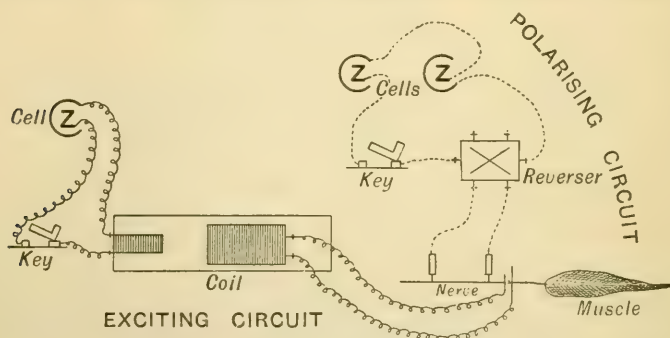 POLARISING CIRCUIT
Z
Z
Cells
Cell
Z
Key
Reverser
Key
Coil
Nerve
Muscle
EXCITING CIRCUIT